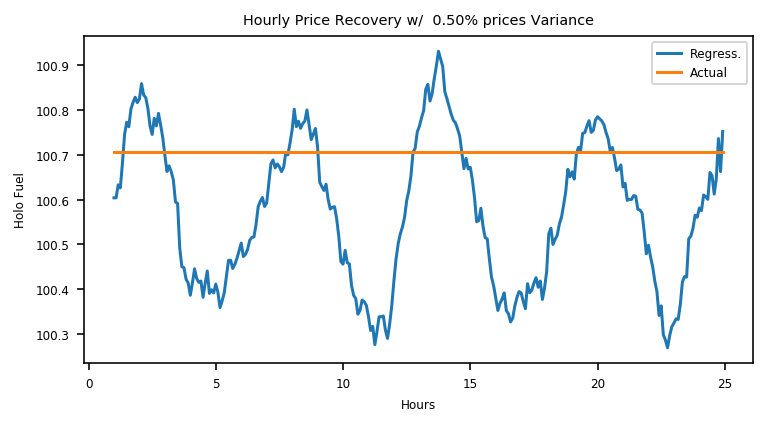 Hourly Price Recovery w/  0.50% prices Variance
Regress.
Actual
Holo Fuel
100.9
100.8
100.7
100.6
100.5
100.4
100.3
0 5 10 15 20 25
Hours